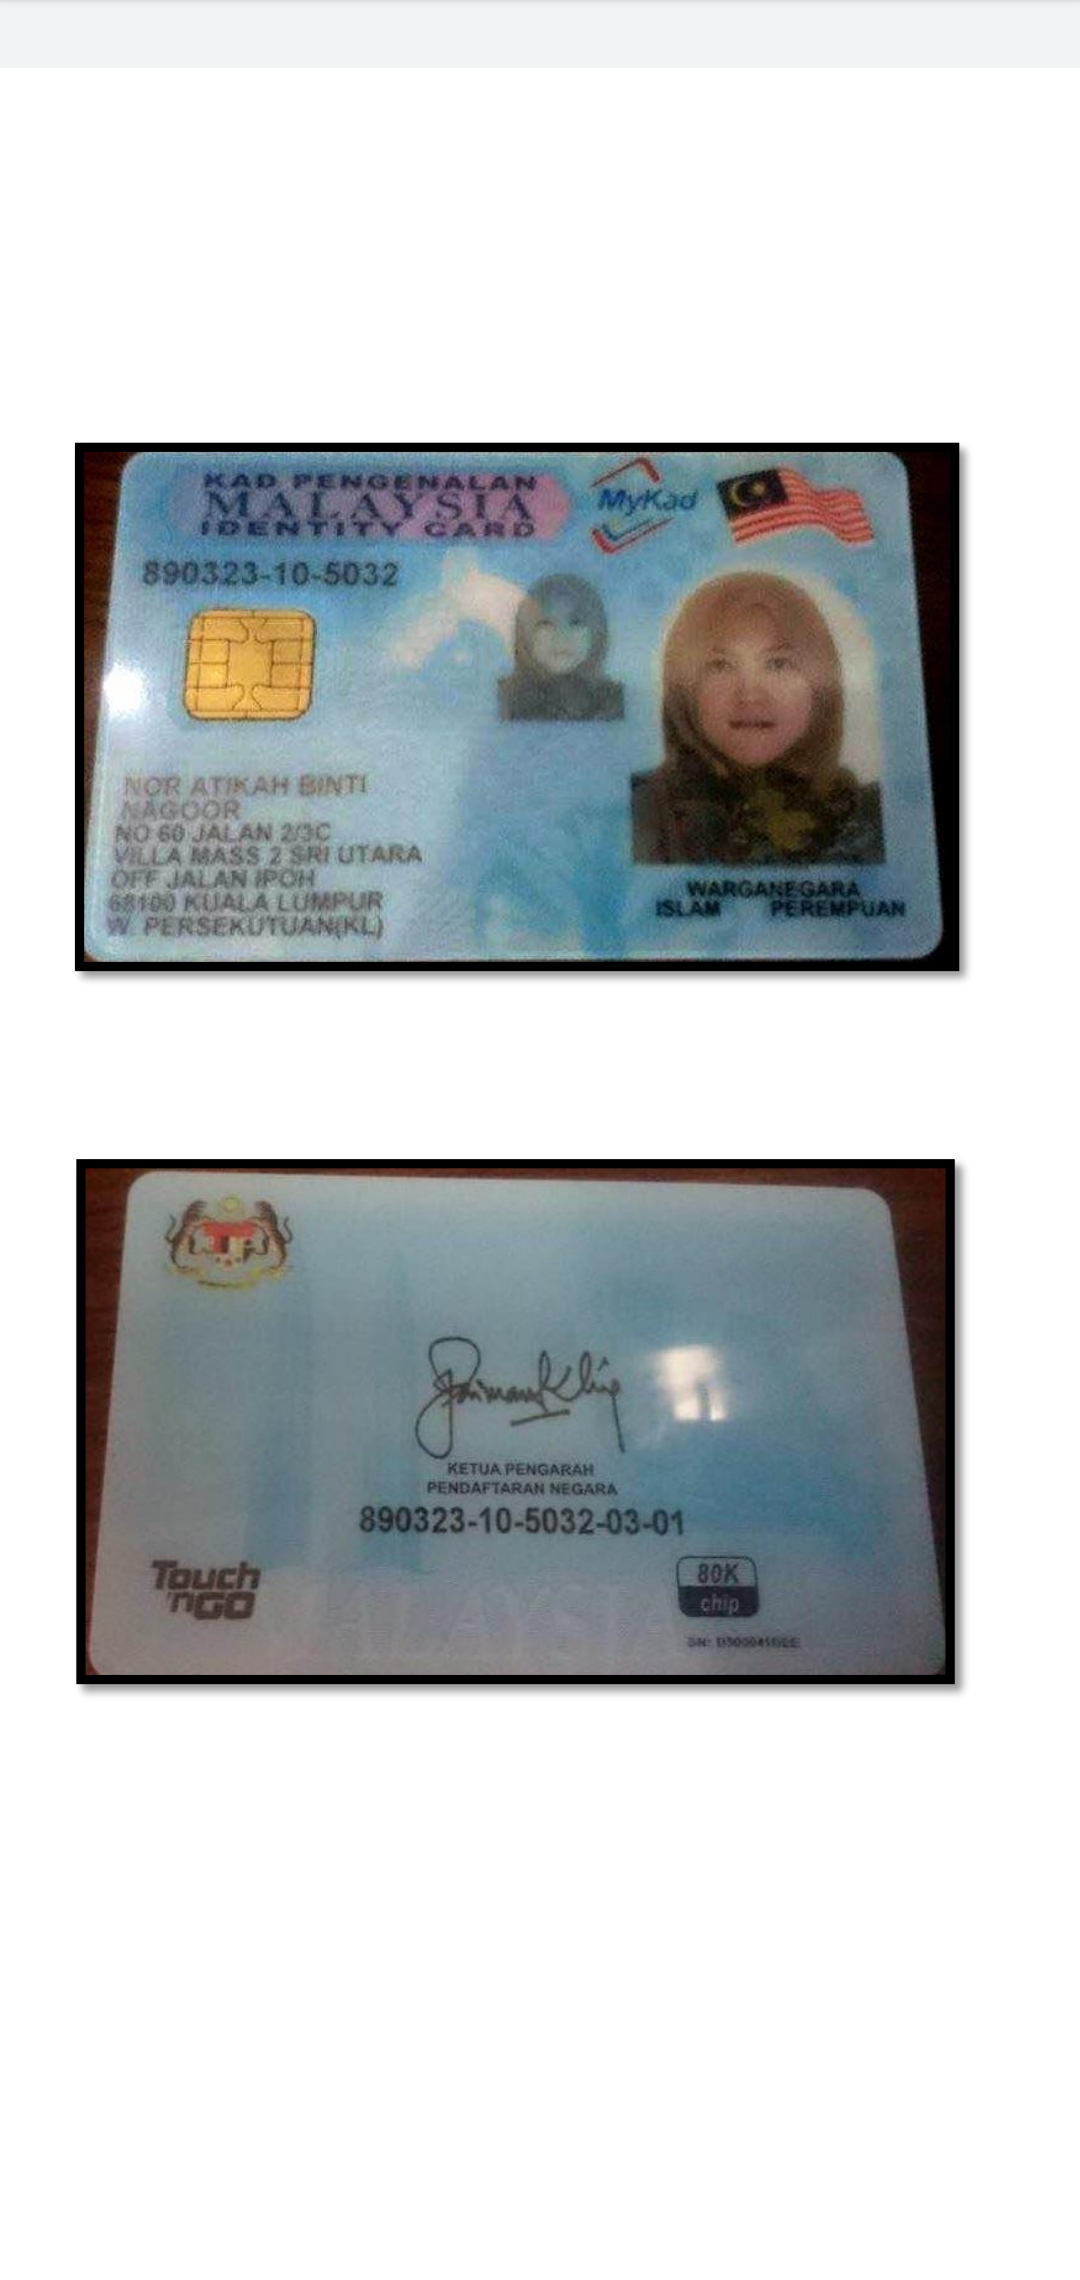 KAD PENGENALAN
MALAYSIA
IDENTITY CARD
MyKad
890323-10-5032
NOR ATIKAH BINTI
NAGOOR
NO 60 JALAN 2/3C
VILLA MASS 2 SRI UTARA
OFF JALAN IPOH
68100 KUALA LUMPUR
W. PERSEKUTUAN(KL)
WARGANEGARA
ISLAM PEREMPUAN
KETUA PENGARAH
PENDAFTARAN NEGARA
890323-10-5032-03-01
Touch
'nGO
80K
chip
MALAYSIA
SN: